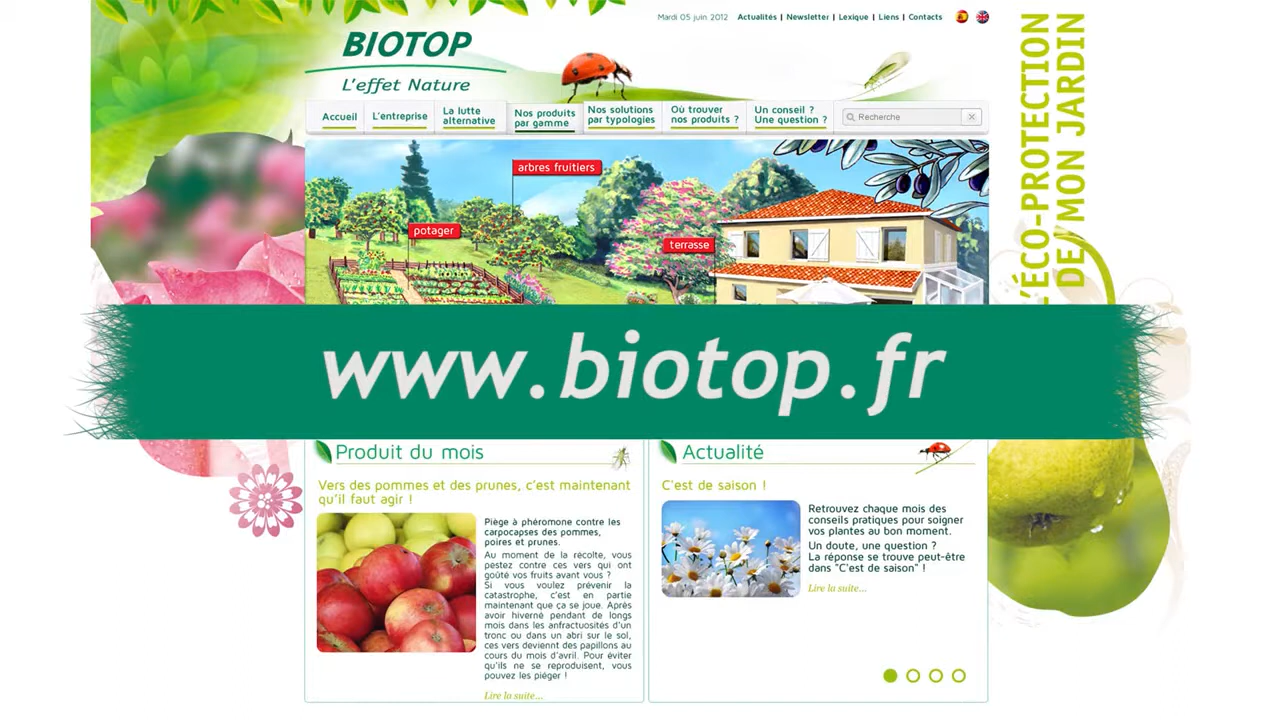 Mardi 05 juin 2012 Actualités | Newsletter | Lexique | Liens | Contacts
BIOTOP
L'effet Nature
Accueil
L'entreprise
La lutte
alternative
Nos produits
par gamme
Nos solutions
par typologies
Où trouver
nos produits ?
Un conseil ?
Une question ?
Recherche
L'ÉCO-PROTECTION
DE MON JARDIN
arbres fruitiers
potager
terrasse
www.biotop.fr
Produit du mois
Vers des pommes et des prunes, c'est maintenant
qu'il faut agir !
Piège à phéromone contre les
carpocapses des pommes,
poires et prunes.
Au moment de la récolte, vous
pestez contre ces vers qui ont
goûté vos fruits avant vous ?
Si vous voulez prévenir la
catastrophe, c'est en partie
maintenant que ça se joue. Après
avoir hiverné pendant de longs
mois dans les anfractuosités d'un
tronc ou dans un abri sur le sol,
ces vers deviennt des papillons au
cours du mois d'avril. Pour éviter
qu'ils ne se reproduisent, vous
pouvez les piéger !
Lire la suite...
Actualité
C'est de saison !
Retrouvez chaque mois des
conseils pratiques pour soigner
vos plantes au bon moment.
Un doute, une question ?
La réponse se trouve peut-être
dans "C'est de saison" !
Lire la suite...